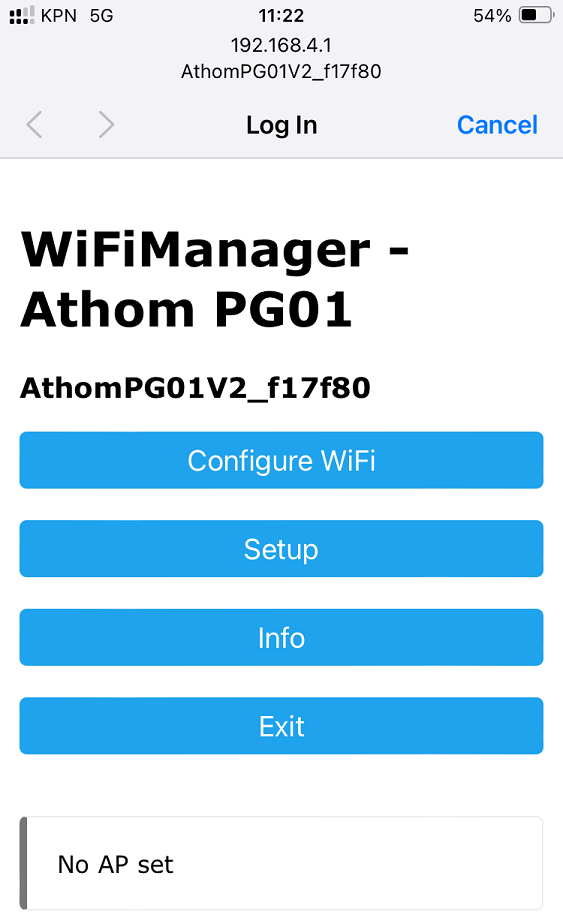 KPN 5G 11:22 54%
192.168.4.1
AthomPG01V2_f17f80
Log In Cancel
WiFiManager -
Athom PG01
AthomPG01V2_f17f80
Configure WiFi
Setup
Info
Exit
No AP set